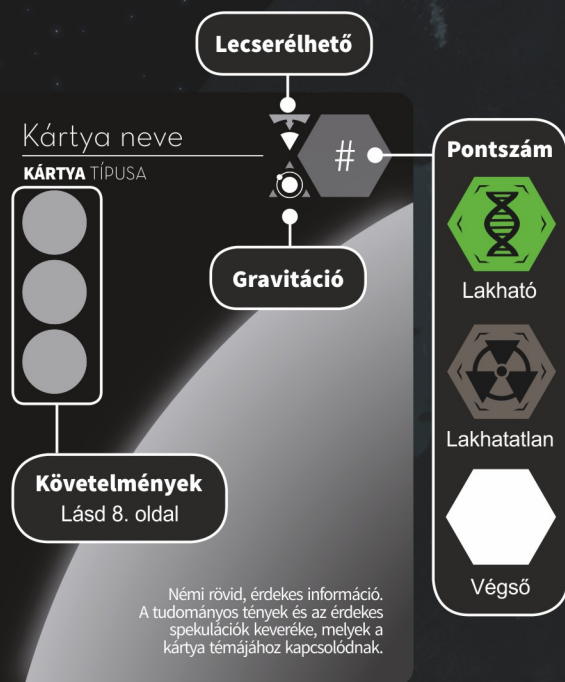 Lecserélhető
Kártya neve
KÁRTYA TÍPUSA
#
Pontszám
Lakható
Gravitáció
Lakhatatlan
Követelmények
Lásd 8. oldal
Végső
Némi rövid, érdekes információ.
A tudományos tények és az érdekes
spekulációk keveréke, melyek a
kártya témájához kapcsolódnak.